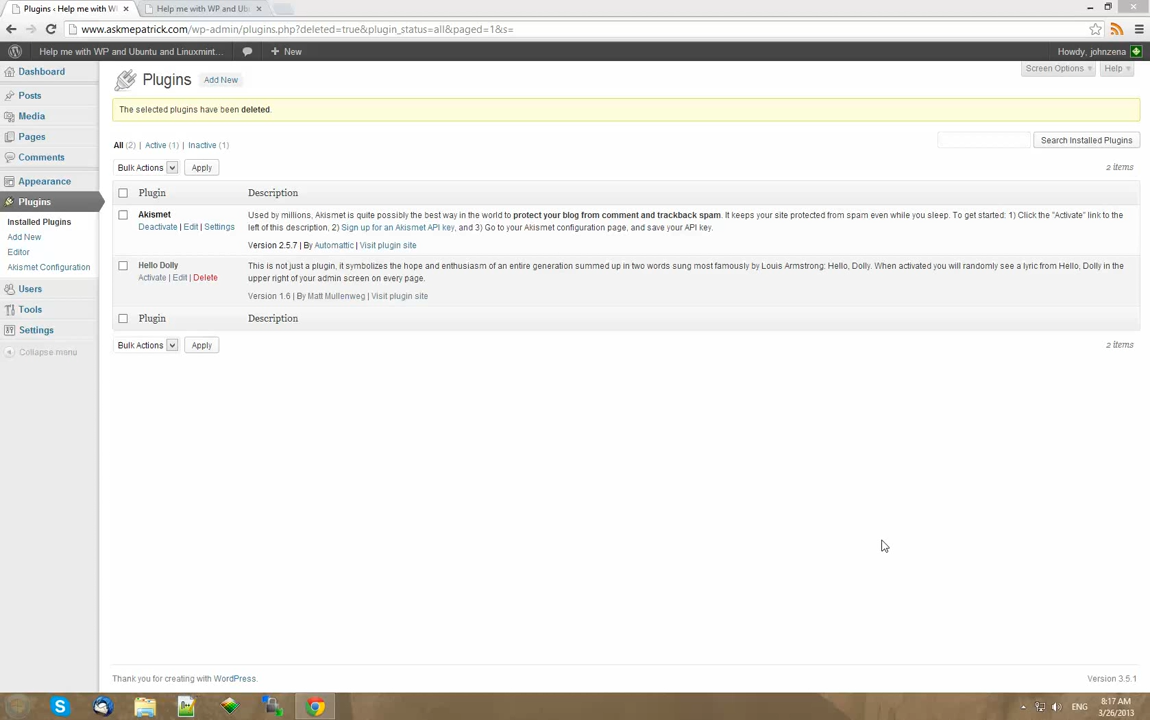 Plugins ‹ Help me with W
Help me with WP and Ubu
www.askmepatrick.com/wp-admin/plugins.php?deleted=true&plugin_status=all&paged=1&s=
Help me with WP and Ubuntu and Linuxmint...
New
Howdy, johnzena
Dashboard
Posts
Media
Pages
Comments
Appearance
Plugins
Installed Plugins
Add New
Editor
Akismet Configuration
Users
Tools
Settings
Collapse menu
Plugins Add New
Screen Options Help
The selected plugins have been deleted.
All (2) | Active (1) | Inactive (1)
Search Installed Plugins
Bulk Actions Apply
2 items
Plugin Description
Akismet
Deactivate | Edit | Settings
Used by millions, Akismet is quite possibly the best way in the world to protect your blog from comment and trackback spam. It keeps your site protected from spam even while you sleep. To get started: 1) Click the "Activate" link to
the left of this description, 2) Sign up for an Akismet API key, and 3) Go to your Akismet configuration page, and save your API key.
Version 2.5.7 | By Automattic | Visit plugin site
Hello Dolly
Activate | Edit | Delete
This is not just a plugin, it symbolizes the hope and enthusiasm of an entire generation summed up in two words sung most famously by Louis Armstrong: Hello, Dolly. When activated you will randomly see a lyric from Hello, Dolly in the
upper right of your admin screen on every page.
Version 1.6 | By Matt Mullenweg | Visit plugin site
Plugin Description
Bulk Actions Apply
2 items
Thank you for creating with WordPress.
Version 3.5.1
ENG
8:17 AM
3/26/2013